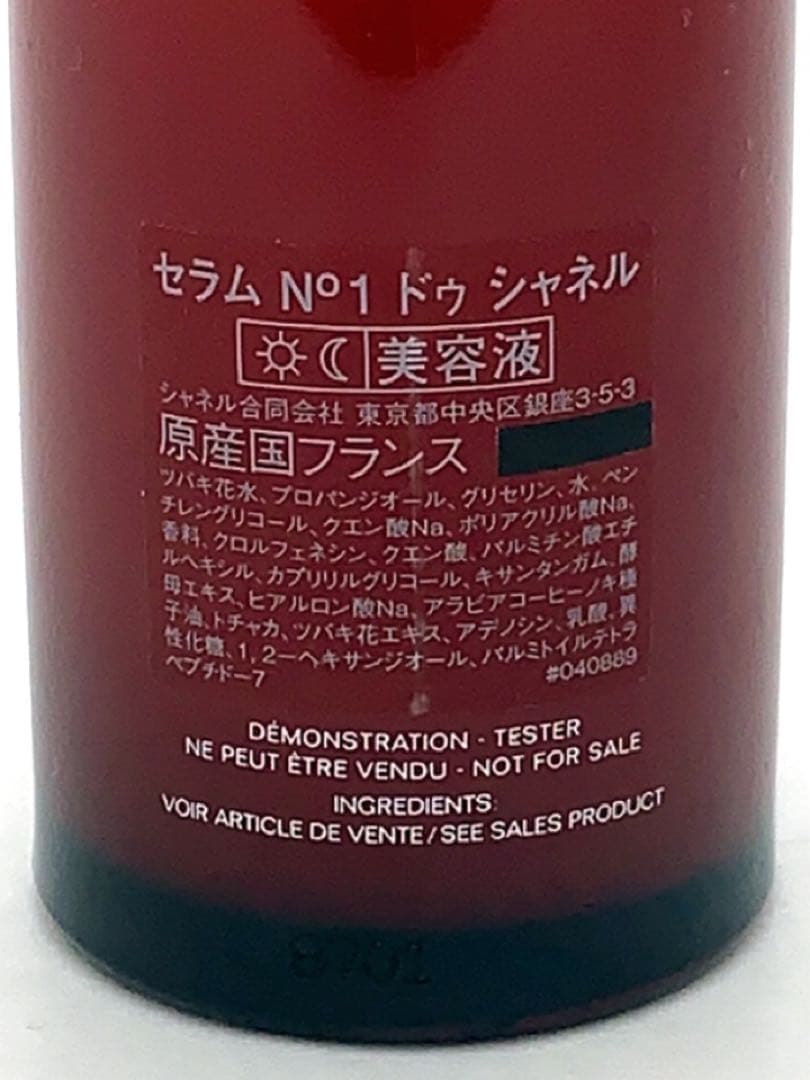 セラム Nº1 ドゥ シャネル
美容液
シャネル合同会社 東京都中央区銀座3-5-3
原産国フランス
ツバキ花水、プロパンジオール、グリセリン、水、ペン
チレングリコール、クエン酸Na、ポリアクリル酸Na、
香料、クロルフェネシン、クエン酸、パルミチン酸エチ
ルヘキシル、カプリリルグリコール、キサンタンガム、酵
母エキス、ヒアルロン酸Na、アラビアコーヒーノキ種
子油、トチャカ、ツバキ花エキス、アデノシン、乳酸、異
性化糖、1，2－ヘキサンジオール、パルミトイルテトラ
ペプチド－7 #040889
DÉMONSTRATION - TESTER
NE PEUT ÊTRE VENDU - NOT FOR SALE
INGREDIENTS:
VOIR ARTICLE DE VENTE/SEE SALES PRODUCT